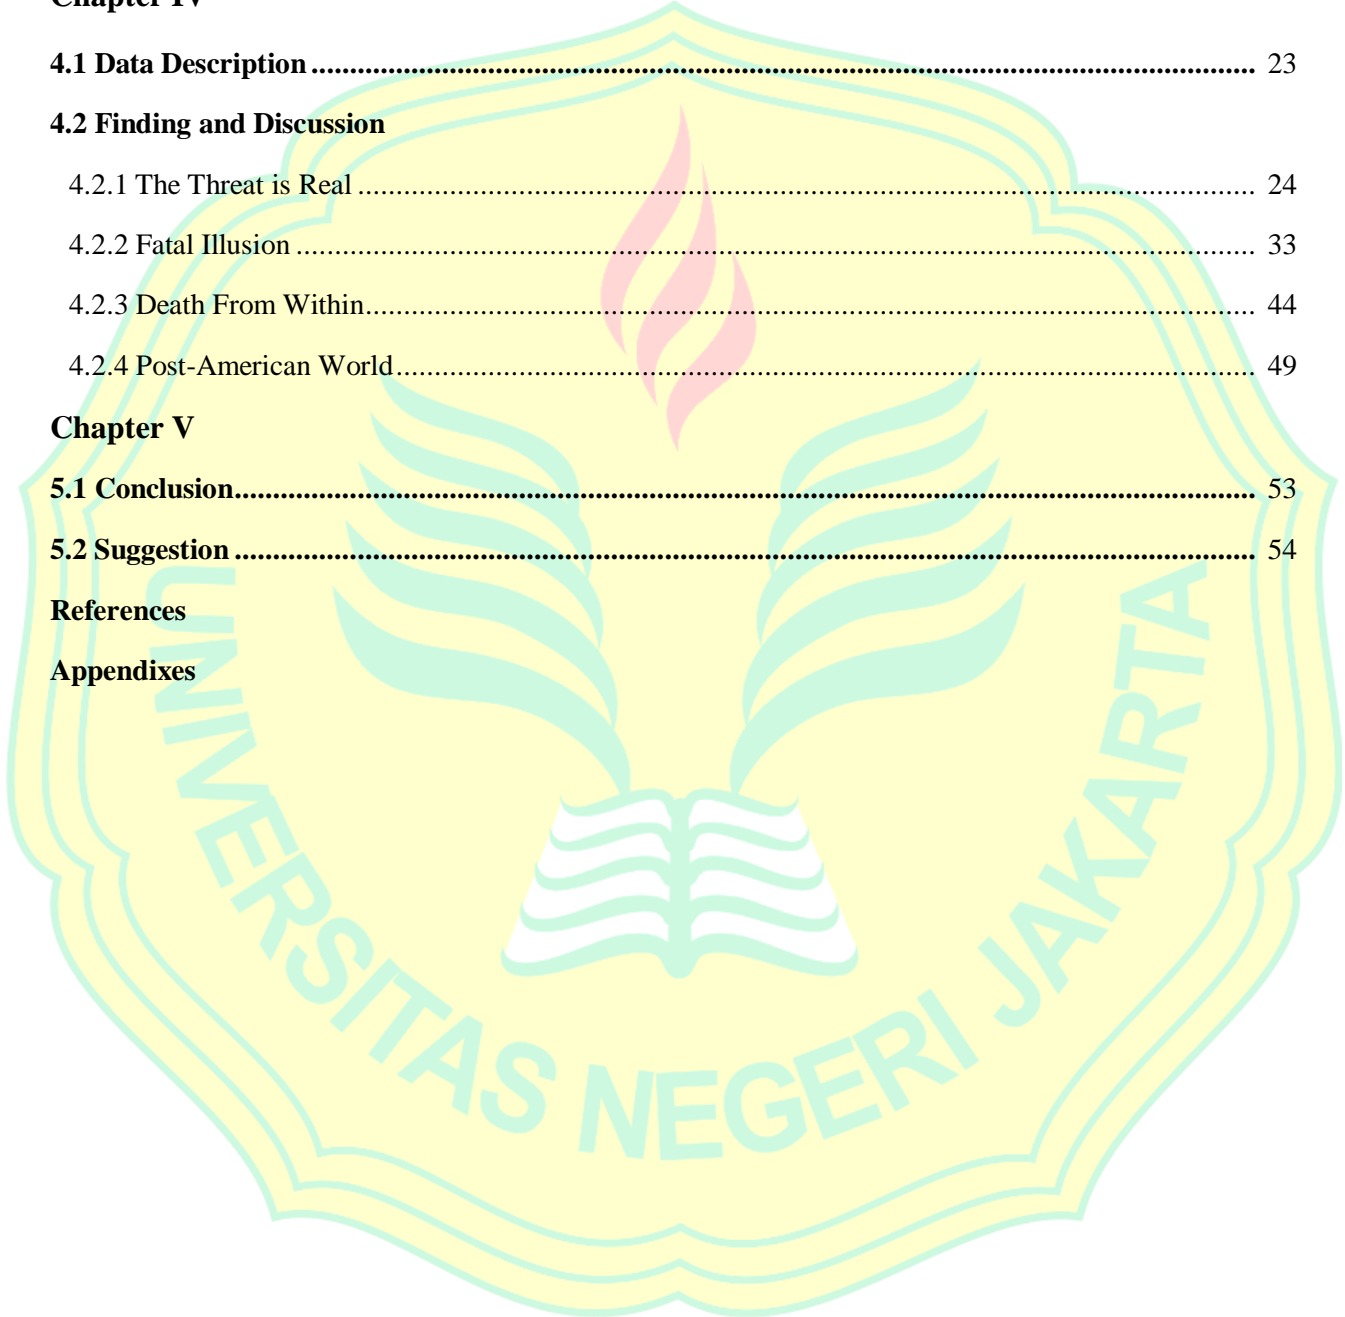 Chapter IV
4.1 Data Description ........................................................................................................................ 23
4.2 Finding and Discussion
4.2.1 The Threat is Real .................................................................................................................. 24
4.2.2 Fatal Illusion .......................................................................................................................... 33
4.2.3 Death From Within................................................................................................................. 44
4.2.4 Post-American World............................................................................................................. 49
Chapter V
5.1 Conclusion.................................................................................................................................. 53
5.2 Suggestion .................................................................................................................................. 54
References
Appendixes
UNIVERSITAS NEGERI JAKARTA